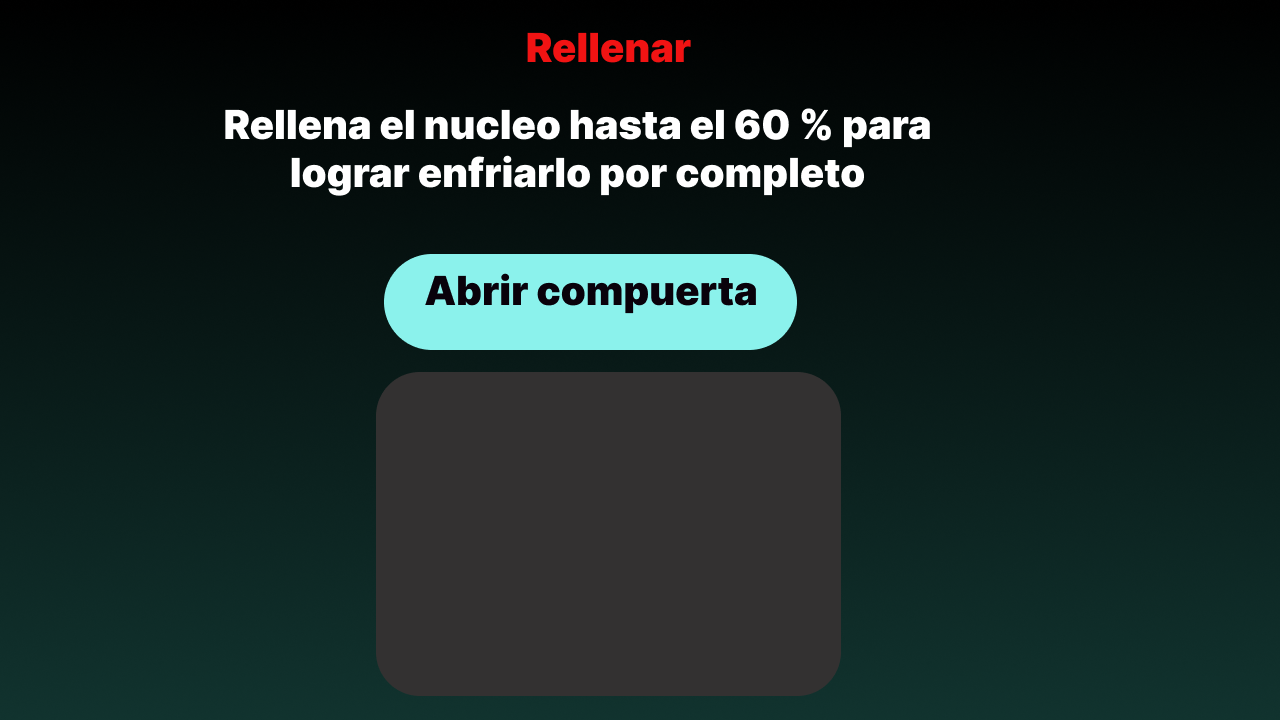 Rellenar
Rellena el nucleo hasta el 60 % para
lograr enfriarlo por completo
Abrir compuerta